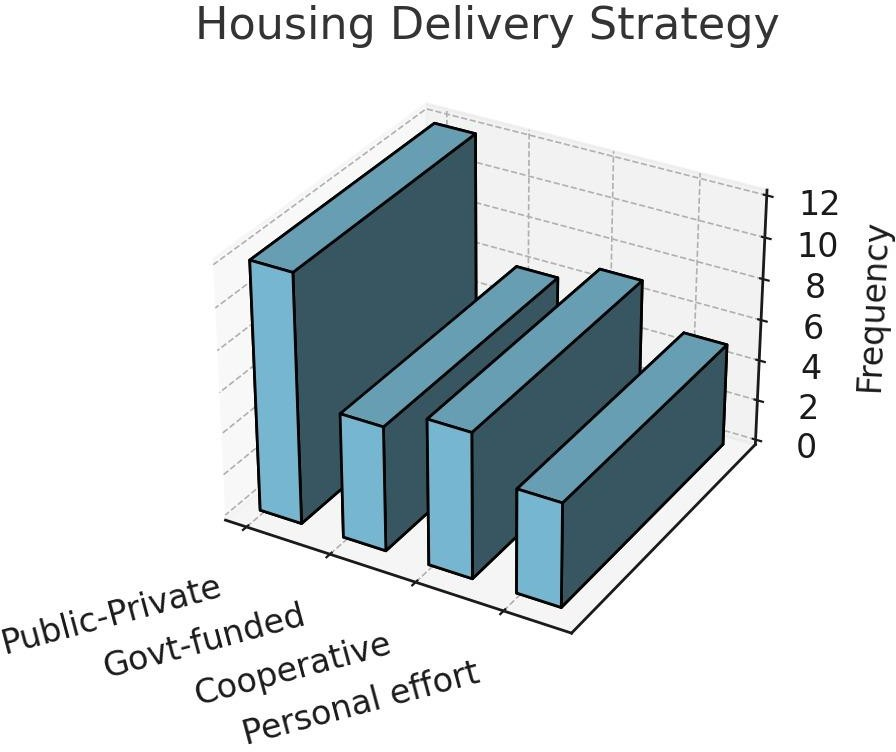 Housing Delivery Strategy
12
10
8
6
4
2
0
Frequency
Public-Private
Govt-funded
Cooperative
Personal effort